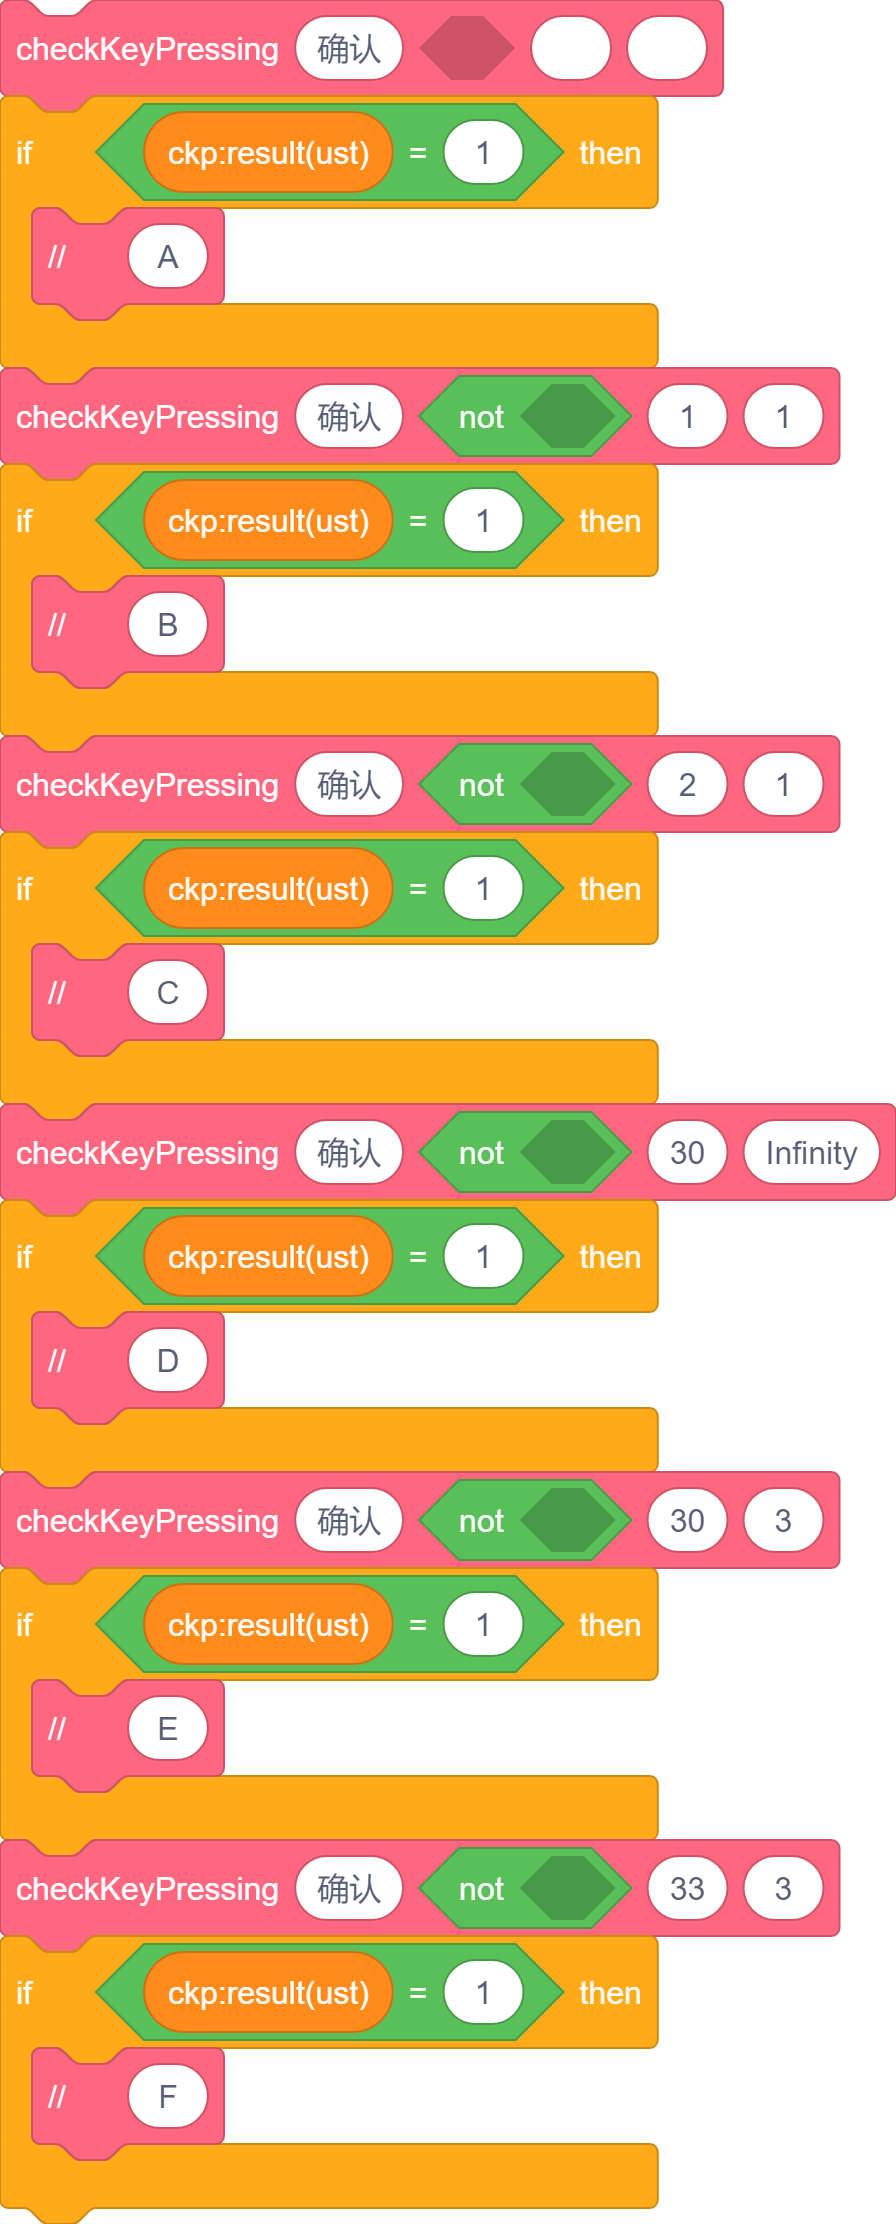 checkKeyPressing 确认
if ckp:result(ust) = 1 then
// A
checkKeyPressing 确认 not 1 1
if ckp:result(ust) = 1 then
// B
checkKeyPressing 确认 not 2 1
if ckp:result(ust) = 1 then
// C
checkKeyPressing 确认 not 30 Infinity
if ckp:result(ust) = 1 then
// D
checkKeyPressing 确认 not 30 3
if ckp:result(ust) = 1 then
// E
checkKeyPressing 确认 not 33 3
if ckp:result(ust) = 1 then
// F